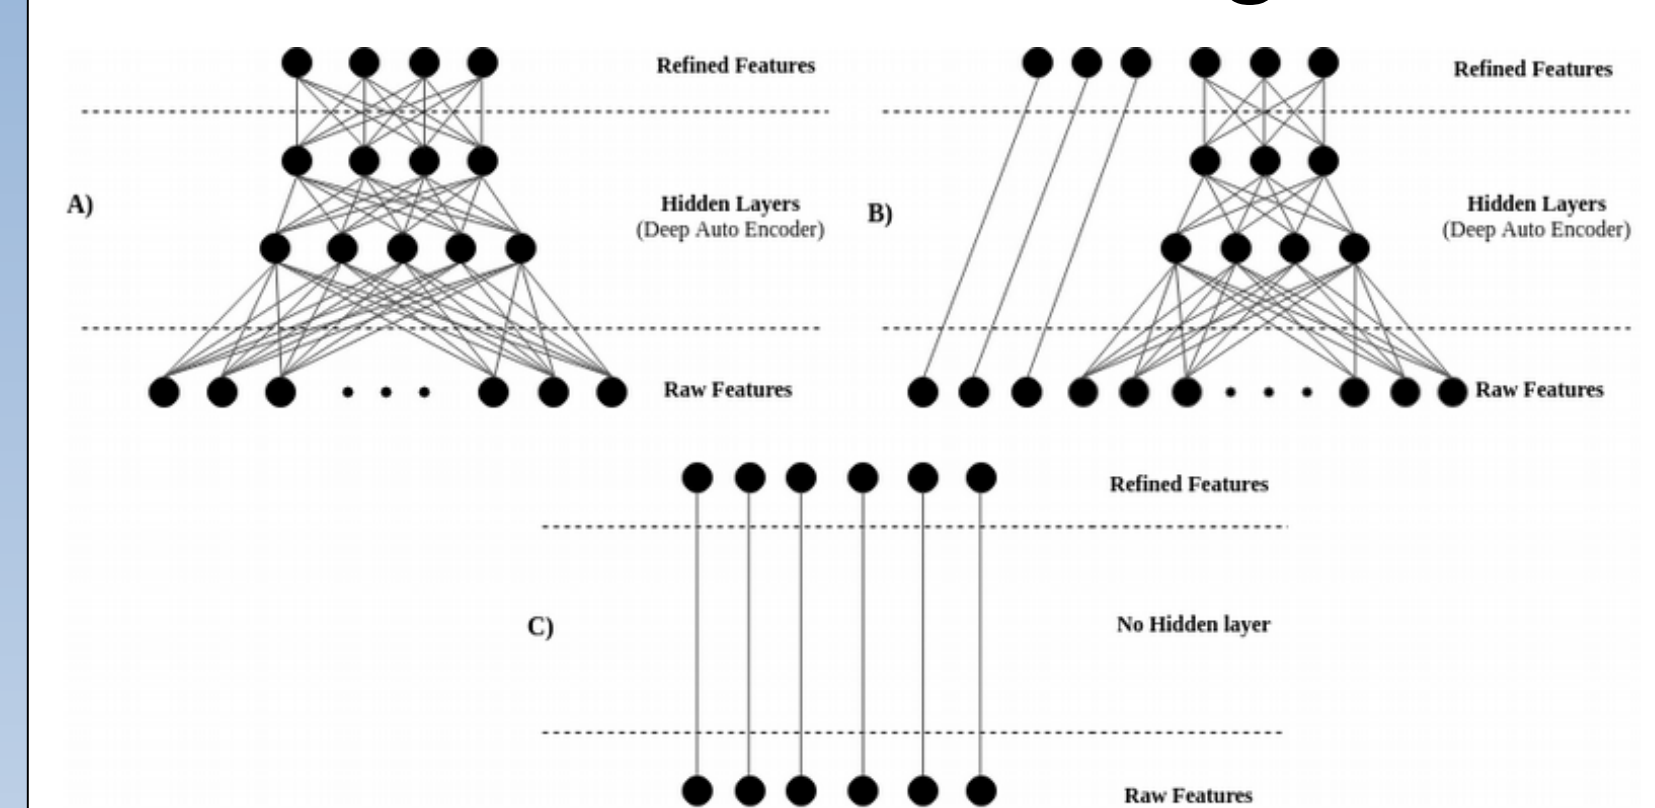 Refined Features
Refined Features
A)
Hidden Layers
(Deep Auto Encoder)
B)
Hidden Layers
(Deep Auto Encoder)
Raw Features
Raw Features
Refined Features
C)
No Hidden layer
Raw Features